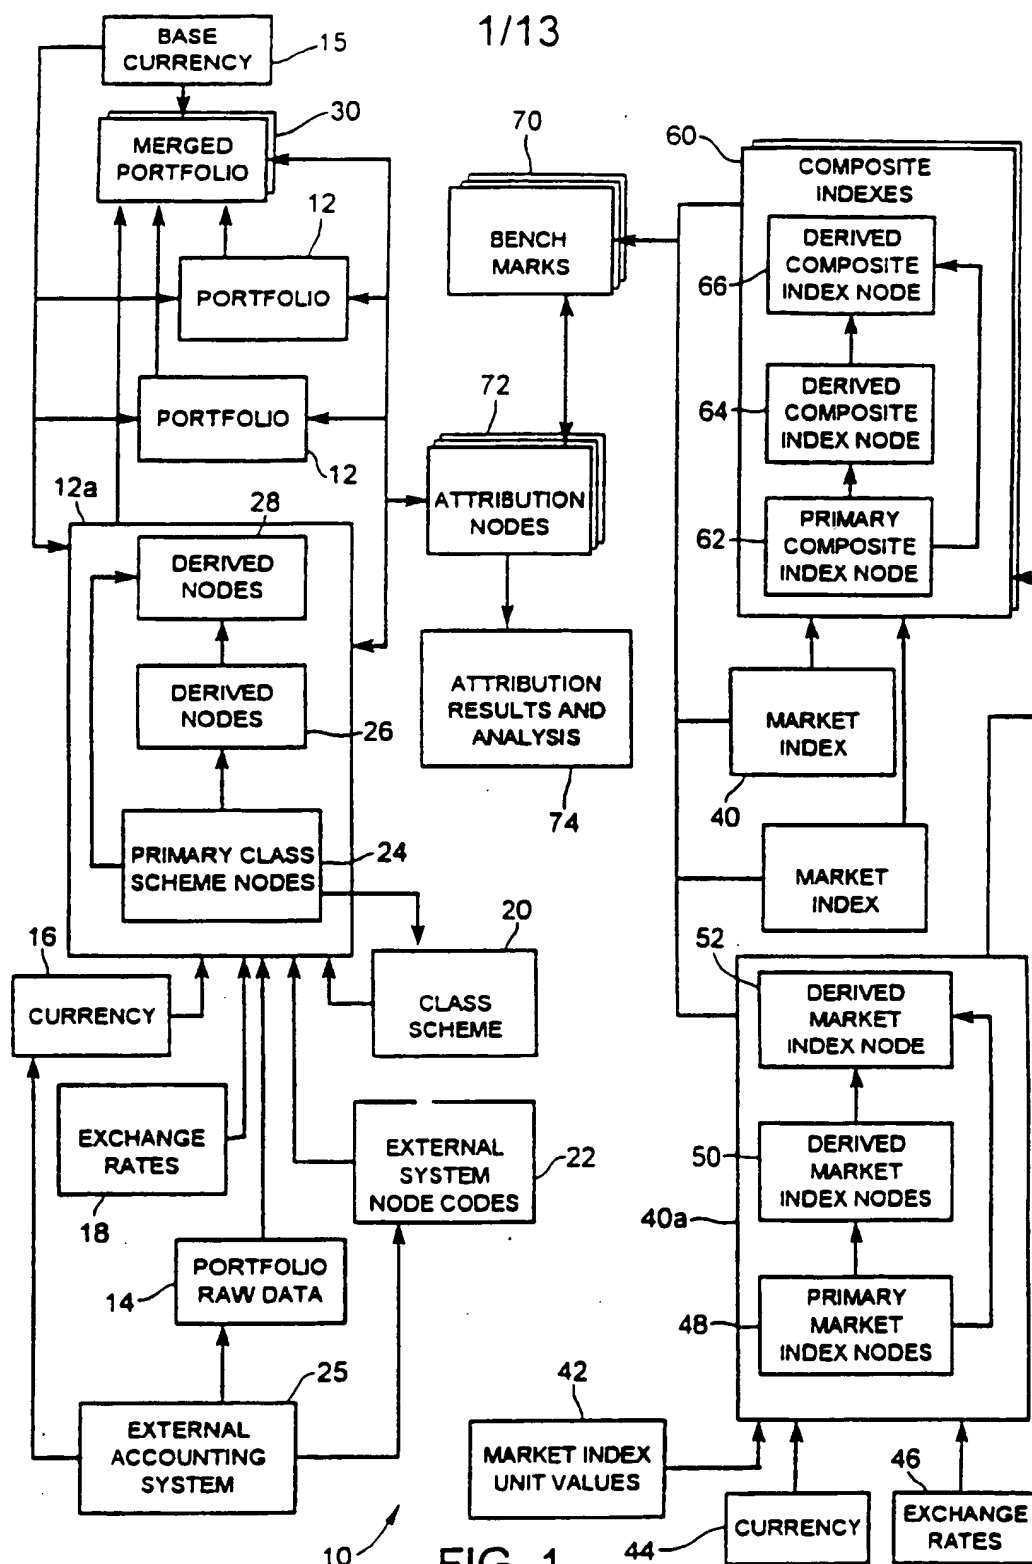 1/13
BASE
CURRENCY
15
30
MERGED
PORTFOLIO
12
PORTFOLIO
PORTFOLIO
12
12a
28
DERIVED
NODES
DERIVED
NODES
26
PRIMARY CLASS
SCHEME NODES
24
20
CLASS
SCHEME
16
CURRENCY
EXCHANGE
RATES
18
EXTERNAL
SYSTEM
NODE CODES
22
PORTFOLIO
RAW DATA
14
25
EXTERNAL
ACCOUNTING
SYSTEM
70
BENCH
MARKS
72
ATTRIBUTION
NODES
ATTRIBUTION
RESULTS AND
ANALYSIS
74
60
COMPOSITE
INDEXES
DERIVED
COMPOSITE
INDEX NODE
66
DERIVED
COMPOSITE
INDEX NODE
64
PRIMARY
COMPOSITE
INDEX NODE
62
MARKET
INDEX
40
MARKET
INDEX
52
DERIVED
MARKET
INDEX NODE
50
DERIVED
MARKET
INDEX NODES
40a
PRIMARY
MARKET
INDEX NODES
48
42
MARKET INDEX
UNIT VALUES
44
CURRENCY
46
EXCHANGE
RATES
10
FIG. 1